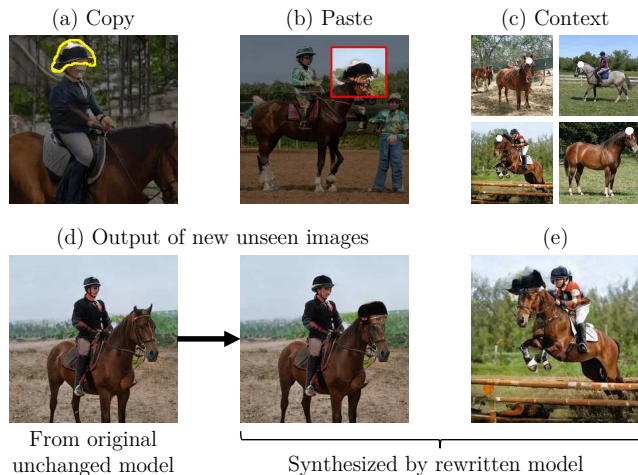 (a) Copy
(b) Paste
(c) Context
(d) Output of new unseen images
(e)
From original
unchanged model
Synthesized by rewritten model